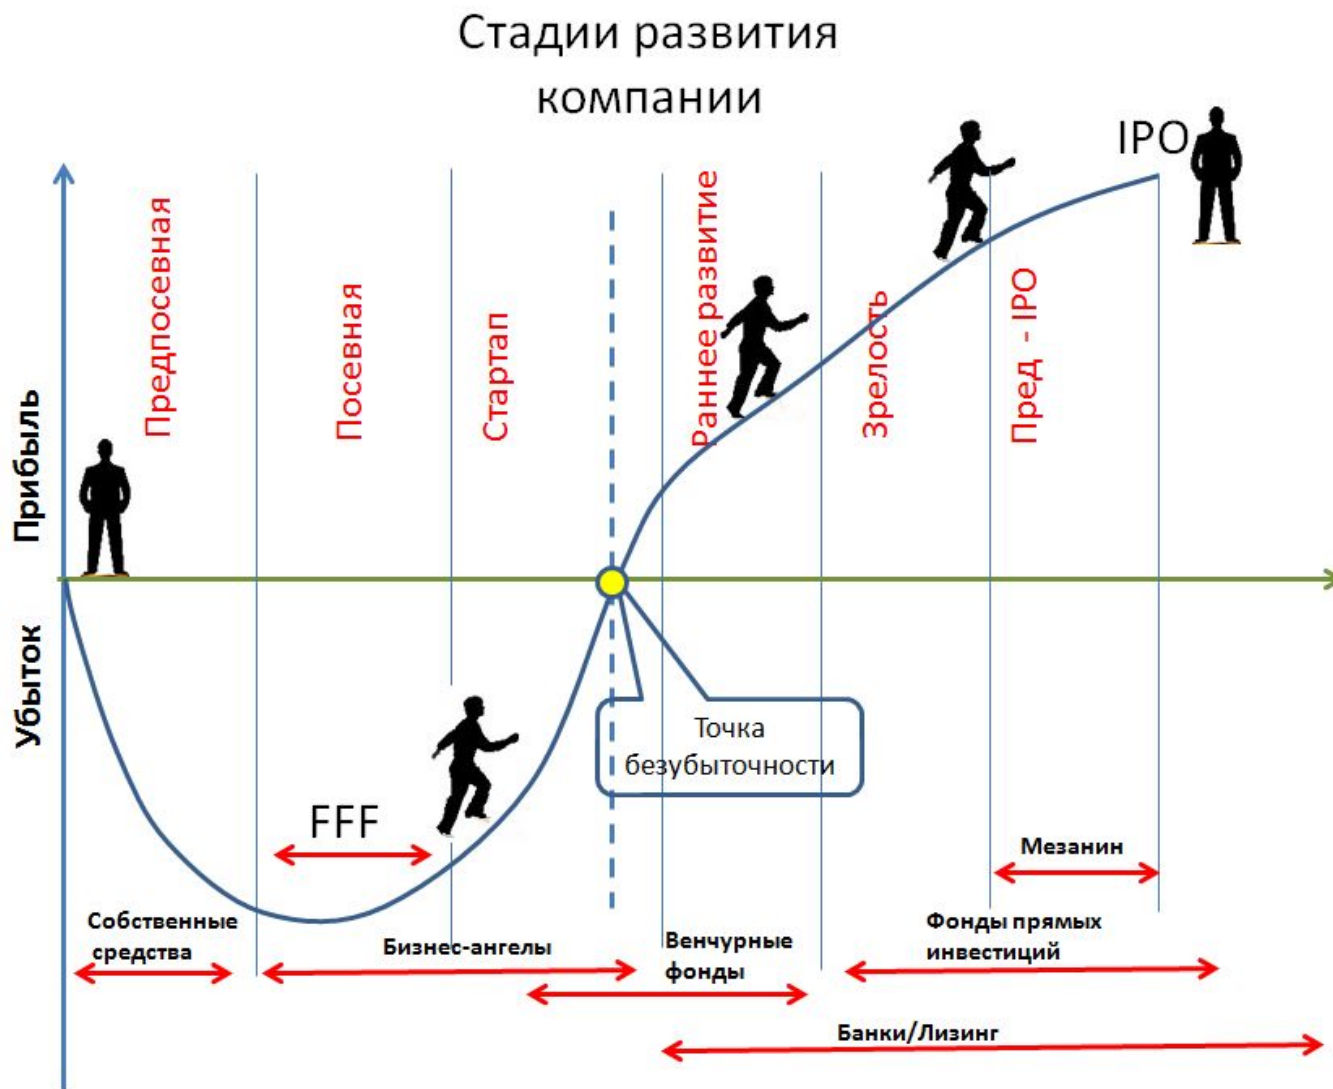 Стадии развития
компании
IPO
Предпосевная
Посевная
Стартап
Раннее развитие
Зрелость
Пред - IPO
Прибыль
Убыток
Точка
безубыточности
FFF
Мезанин
Собственные
средства
Бизнес-ангелы
Венчурные
фонды
Фонды прямых
инвестиций
Банки/Лизинг